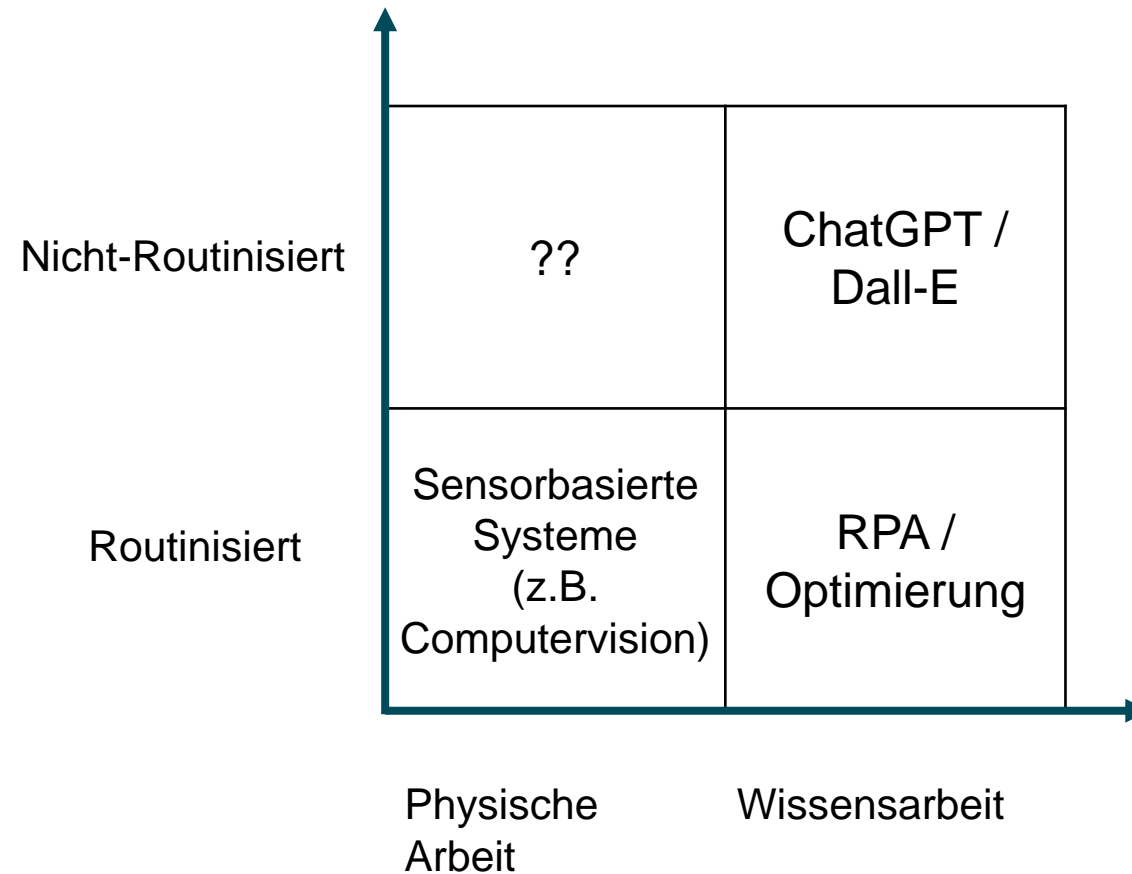 Nicht-Routinisiert
??
ChatGPT /
Dall-E
Routinisiert
Sensorbasierte
Systeme
(z.B.
Computervision)
RPA /
Optimierung
Physische
Arbeit
Wissensarbeit